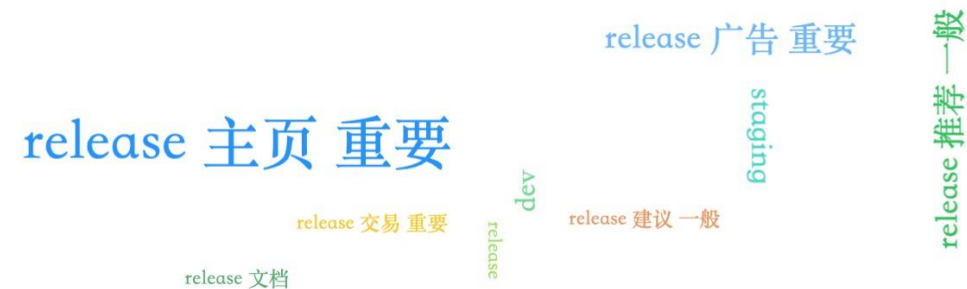 release 广告 重要
release 推荐 一般
staging
release 主页 重要
dev
release 交易 重要
release
release 建议 一般
release 文档